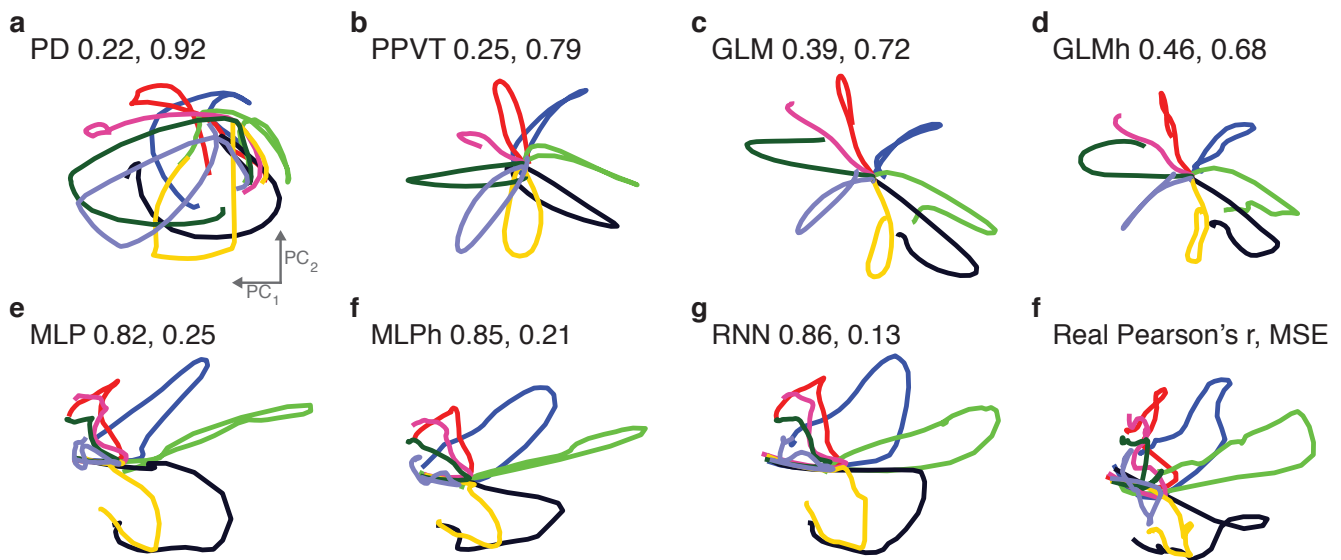 a
PD 0.22, 0.92
b
PPVT 0.25, 0.79
c
GLM 0.39, 0.72
d
GLMh 0.46, 0.68
PC₂
PC₁
e
MLP 0.82, 0.25
f
MLPh 0.85, 0.21
g
RNN 0.86, 0.13
f
Real Pearson's r, MSE